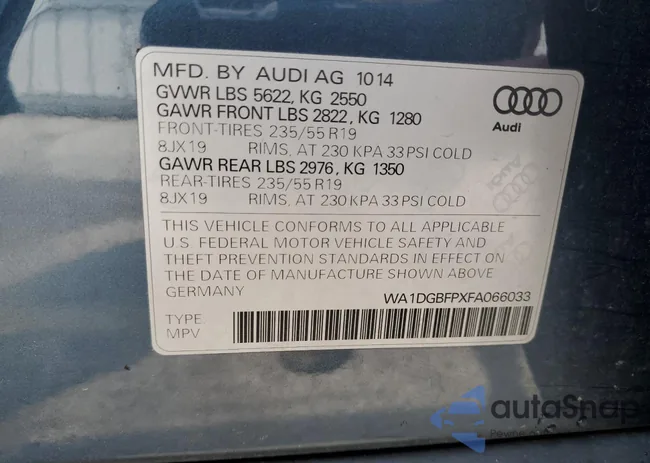 MFD. BY AUDI AG 10 14
GVWR LBS 5622, KG 2550
GAWR FRONT LBS 2822, KG 1280
FRONT-TIRES 235/55 R19
8JX19 RIMS, AT 230 KPA 33 PSI COLD
GAWR REAR LBS 2976, KG 1350
REAR-TIRES 235/55 R19
8JX19 RIMS, AT 230 KPA 33 PSI COLD
Audi
THIS VEHICLE CONFORMS TO ALL APPLICABLE
U.S. FEDERAL MOTOR VEHICLE SAFETY AND
THEFT PREVENTION STANDARDS IN EFFECT ON
THE DATE OF MANUFACTURE SHOWN ABOVE
GERMANY
WA1DGBFPXFA066033
TYPE
MPV
autoSnap